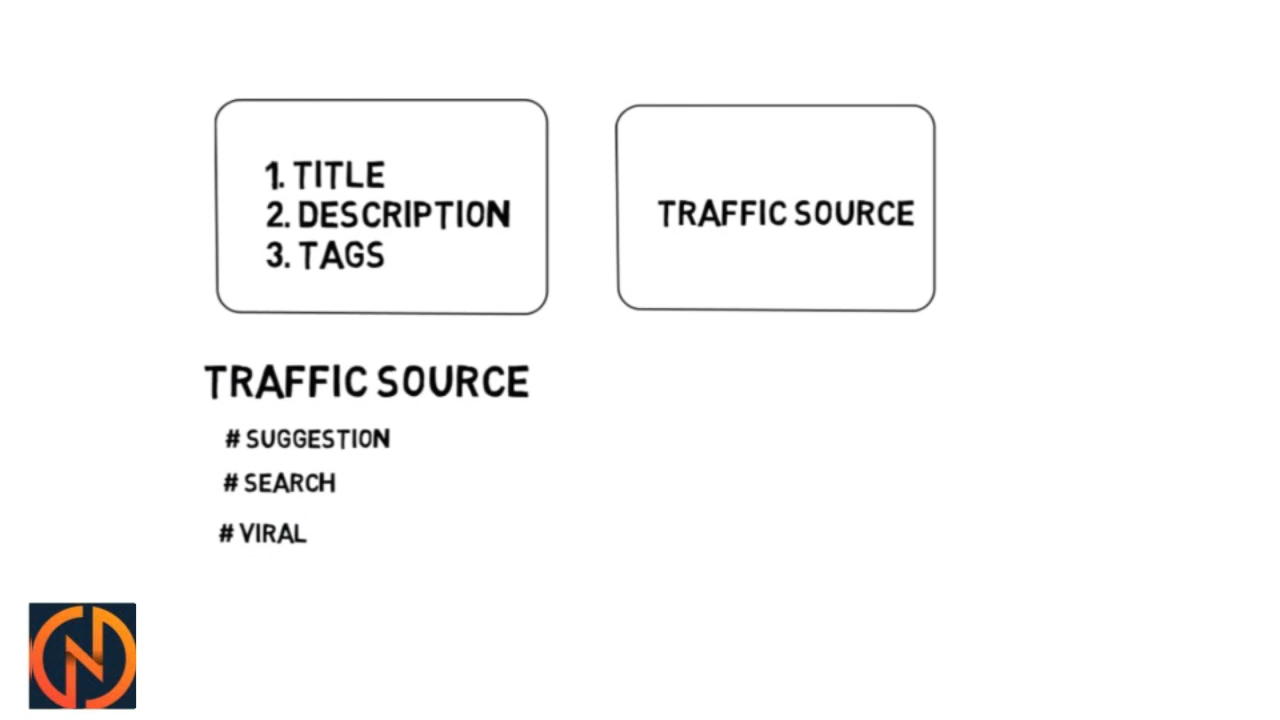 1. TITLE
2. DESCRIPTION
3. TAGS
TRAFFIC SOURCE
TRAFFIC SOURCE
# SUGGESTION
# SEARCH
# VIRAL